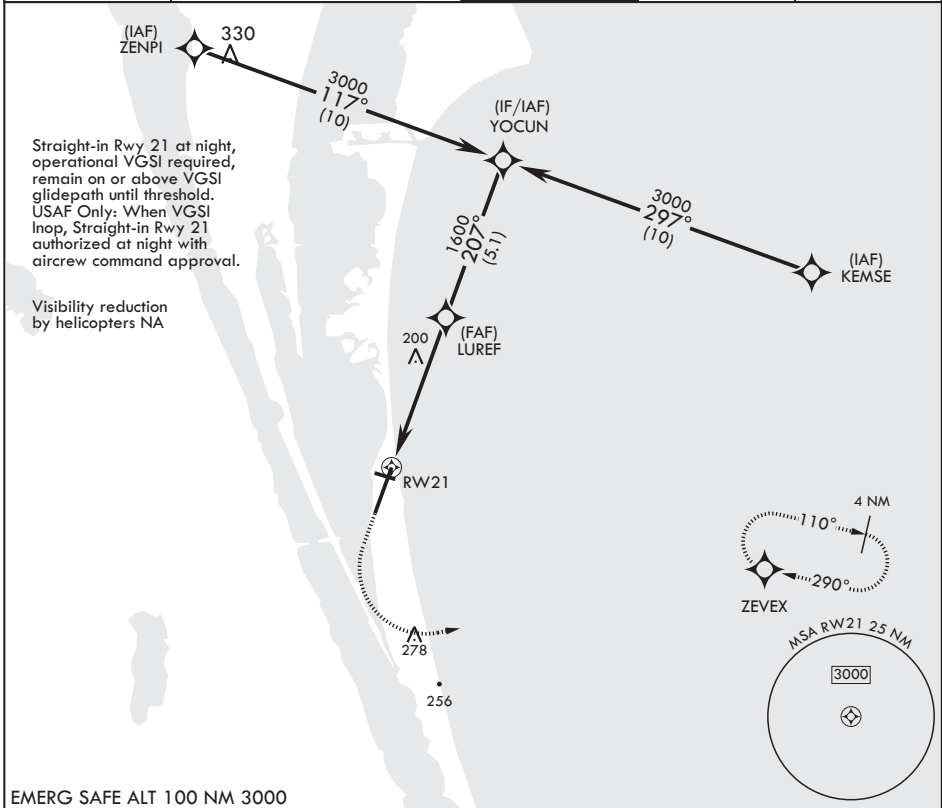 (IAF)
ZENPI
330
3000
117°
(10)
(IF/IAF)
YOCUN
Straight-in Rwy 21 at night,
operational VGSI required,
remain on or above VGSI
glidepath until threshold.
USAF Only: When VGSI
Inop, Straight-in Rwy 21
authorized at night with
aircrew command approval.
3000
297°
(10)
(IAF)
KEMSE
1600
207°
(5.1)
Visibility reduction
by helicopters NA
(FAF)
LUREF
200
RW21
4 NM
110°
290°
ZEVEX
278
256
MSA RW21 25 NM
3000
EMERG SAFE ALT 100 NM 3000